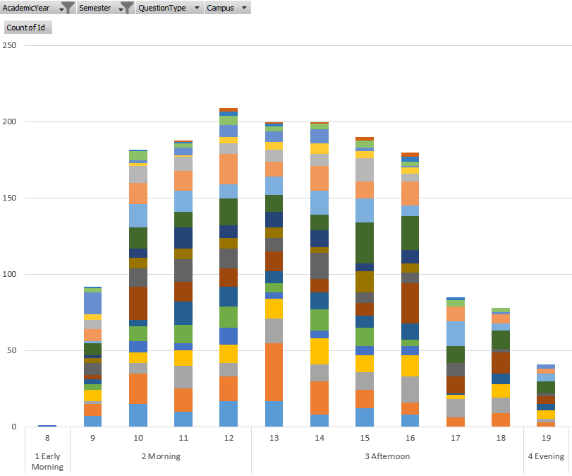 AcademicYear Semester QuestionType Campus
Count of Id
250
200
150
100
50
0
8 9 10 11 12 13 14 15 16 17 18 19
1 Early Morning 2 Morning 3 Afternoon 4 Evening